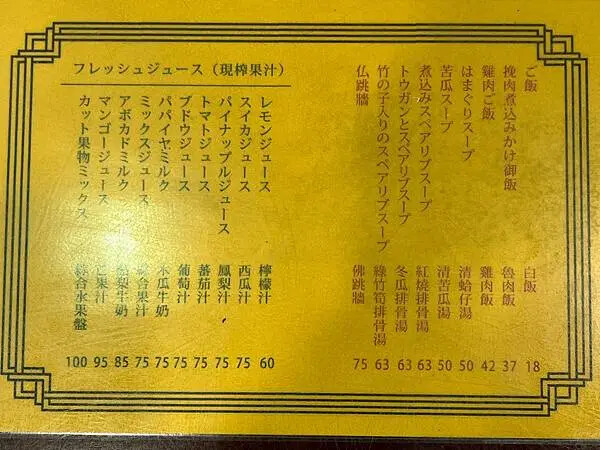 ご飯 白飯 18
挽肉煮込みかけ御飯 魯肉飯 37
雞肉ご飯 雞肉飯 42
はまぐりスープ 清蛤仔湯 50
苦瓜スープ 清苦瓜湯 50
煮込みスペアリブスープ 紅燒排骨湯 63
トウガンとスペアリブスープ 冬瓜排骨湯 63
竹の子入りのスペアリブスープ 綠竹筍排骨湯 63
仏跳牆 佛跳牆 75
フレッシュジュース（現榨果汁）
レモンジュース 檸檬汁 60
スイカジュース 西瓜汁 75
パイナップルジュース 鳳梨汁 75
トマトジュース 蕃茄汁 75
ブドウジュース 葡萄汁 75
パパイヤミルク 木瓜牛奶 75
ミックスジュース 綜合果汁 75
アボカドミルク 酪梨牛奶 85
マンゴージュース 芒果汁 95
カット果物ミックス 綜合水果盤 100